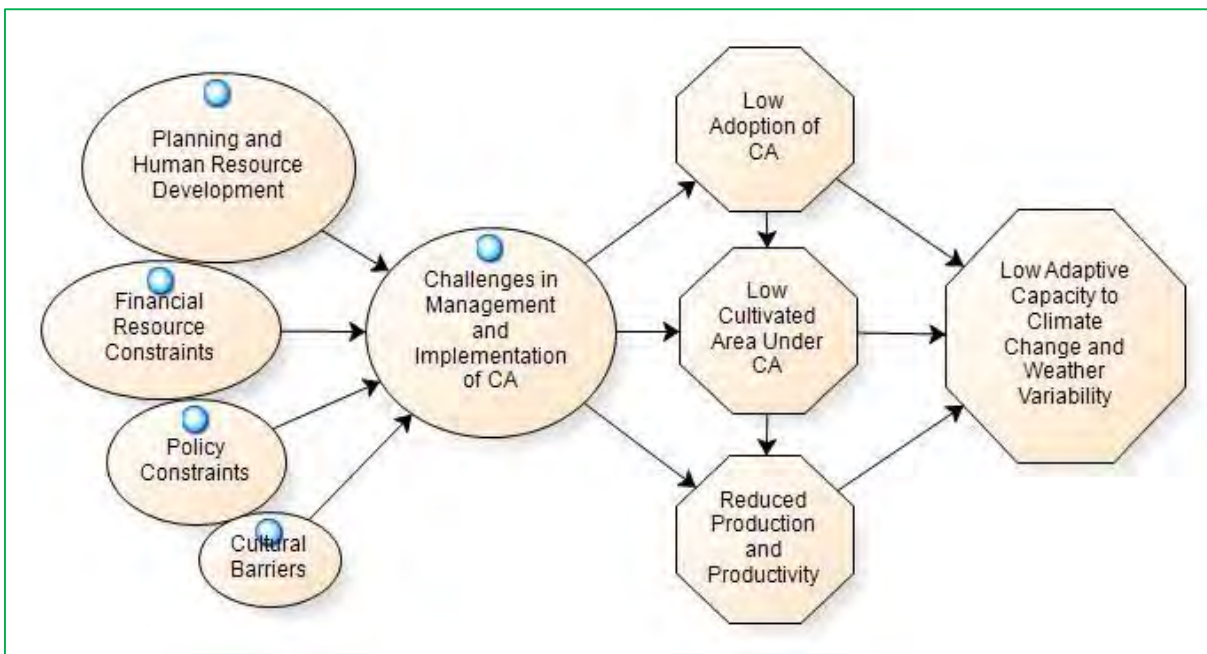 Planning and
Human Resource
Development
Financial
Resource
Constraints
Policy
Constraints
Cultural
Barriers
Challenges in
Management
and
Implementation
of CA
Low
Adoption of
CA
Low
Cultivated
Area Under
CA
Reduced
Production
and
Productivity
Low Adaptive
Capacity to
Climate
Change and
Weather
Variability